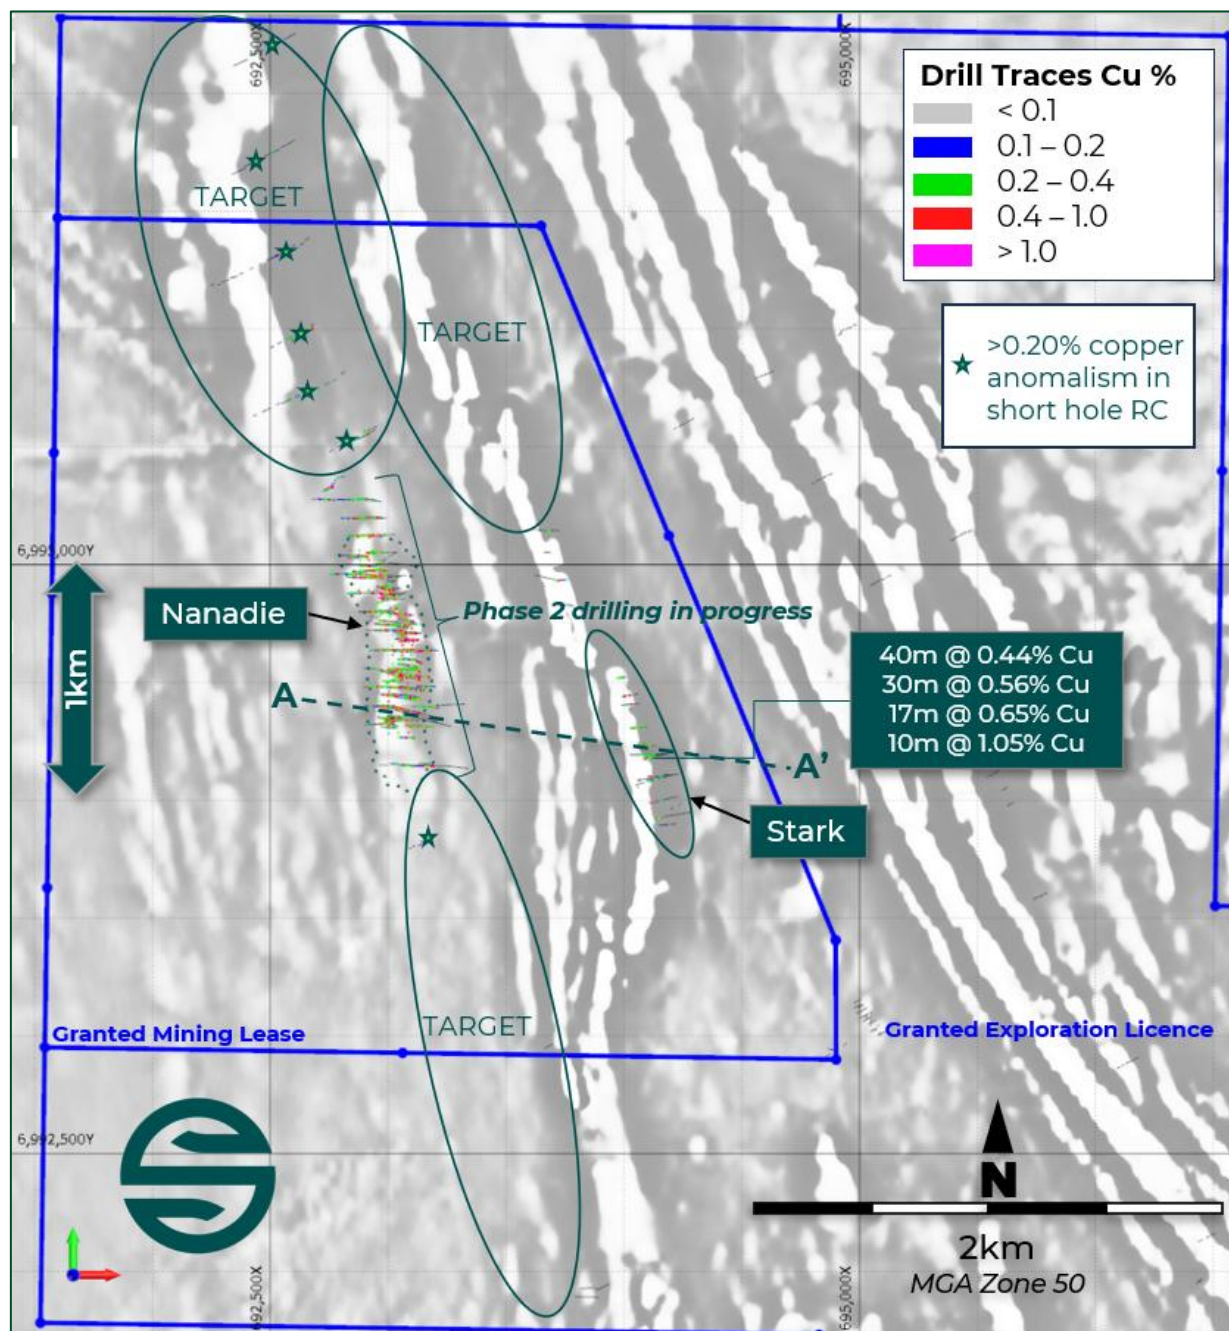 692,500X
695,000X
Drill Traces Cu %
< 0.1
0.1 – 0.2
0.2 – 0.4
0.4 – 1.0
> 1.0
TARGET
TARGET
>0.20% copper
anomalism in
short hole RC
6,995,000Y
Nanadie
Phase 2 drilling in progress
1km
40m @ 0.44% Cu
30m @ 0.56% Cu
17m @ 0.65% Cu
10m @ 1.05% Cu
A
A’
Stark
TARGET
Granted Mining Lease
Granted Exploration Licence
6,992,500Y
N
2km
MGA Zone 50
692,500X
695,000X